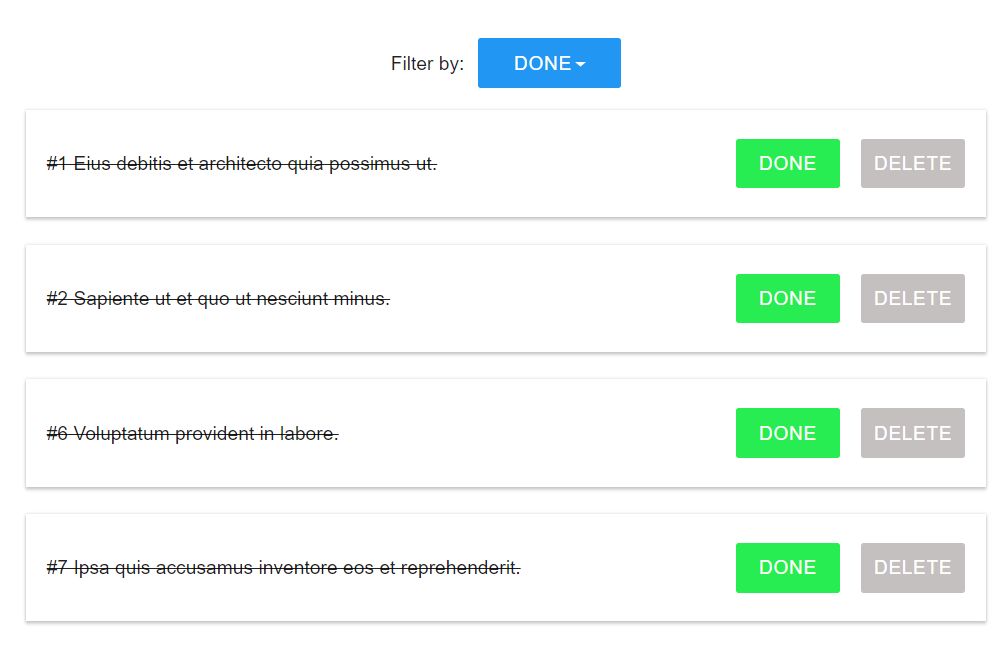 Filter by: DONE
#1 Eius debitis et architecto quia possimus ut. DONE DELETE
#2 Sapiente ut et quo ut nesciunt minus. DONE DELETE
#6 Voluptatum provident in labore. DONE DELETE
#7 Ipsa quis accusamus inventore eos et reprehenderit. DONE DELETE